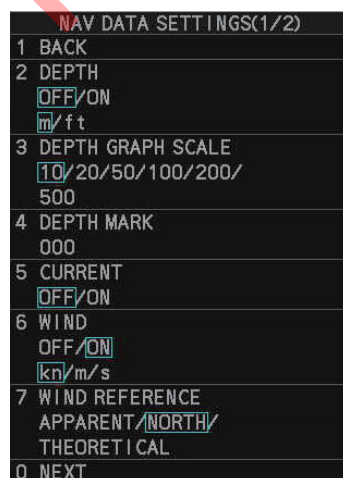 NAV DATA SETTINGS(1/2)
1 BACK
2 DEPTH
OFF/ON
m/ft
3 DEPTH GRAPH SCALE
10/20/50/100/200/
500
4 DEPTH MARK
000
5 CURRENT
OFF/ON
6 WIND
OFF/ON
kn/m/s
7 WIND REFERENCE
APPARENT/NORTH/
THEORETICAL
0 NEXT